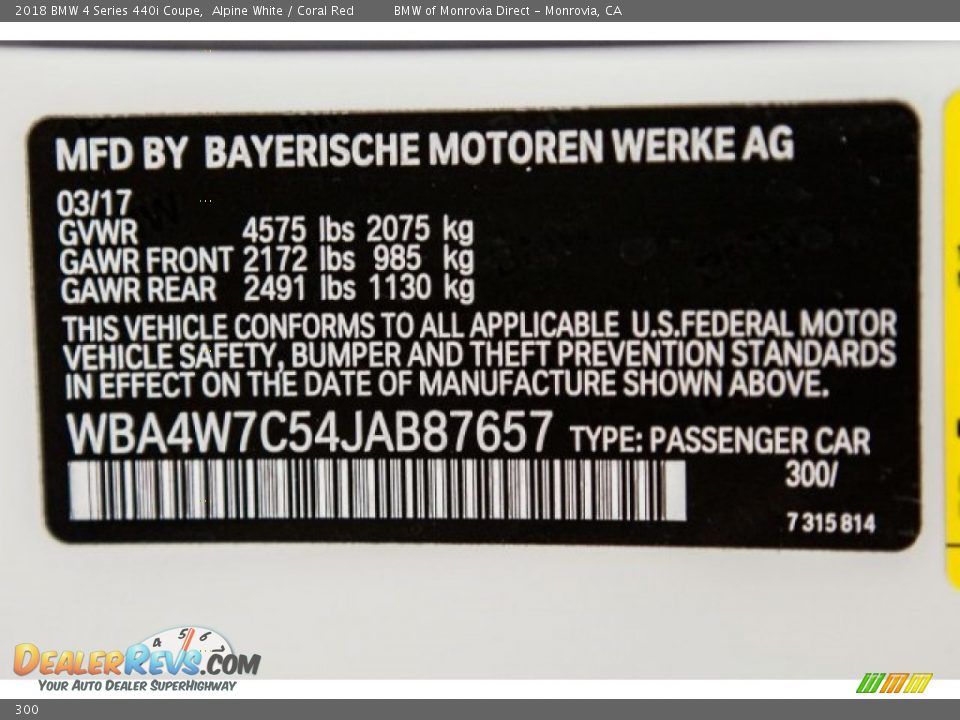 2018 BMW 4 Series 440i Coupe, Alpine White / Coral Red BMW of Monrovia Direct - Monrovia, CA
MFD BY BAYERISCHE MOTOREN WERKE AG
03/17
GVWR 4575 lbs 2075 kg
GAWR FRONT 2172 lbs 985 kg
GAWR REAR 2491 lbs 1130 kg
THIS VEHICLE CONFORMS TO ALL APPLICABLE U.S.FEDERAL MOTOR
VEHICLE SAFETY, BUMPER AND THEFT PREVENTION STANDARDS
IN EFFECT ON THE DATE OF MANUFACTURE SHOWN ABOVE.
WBA4W7C54JAB87657 TYPE: PASSENGER CAR
300/
7 315 814
4 5 6 7
DEALERREVS.COM
YOUR AUTO DEALER SUPERHIGHWAY
300